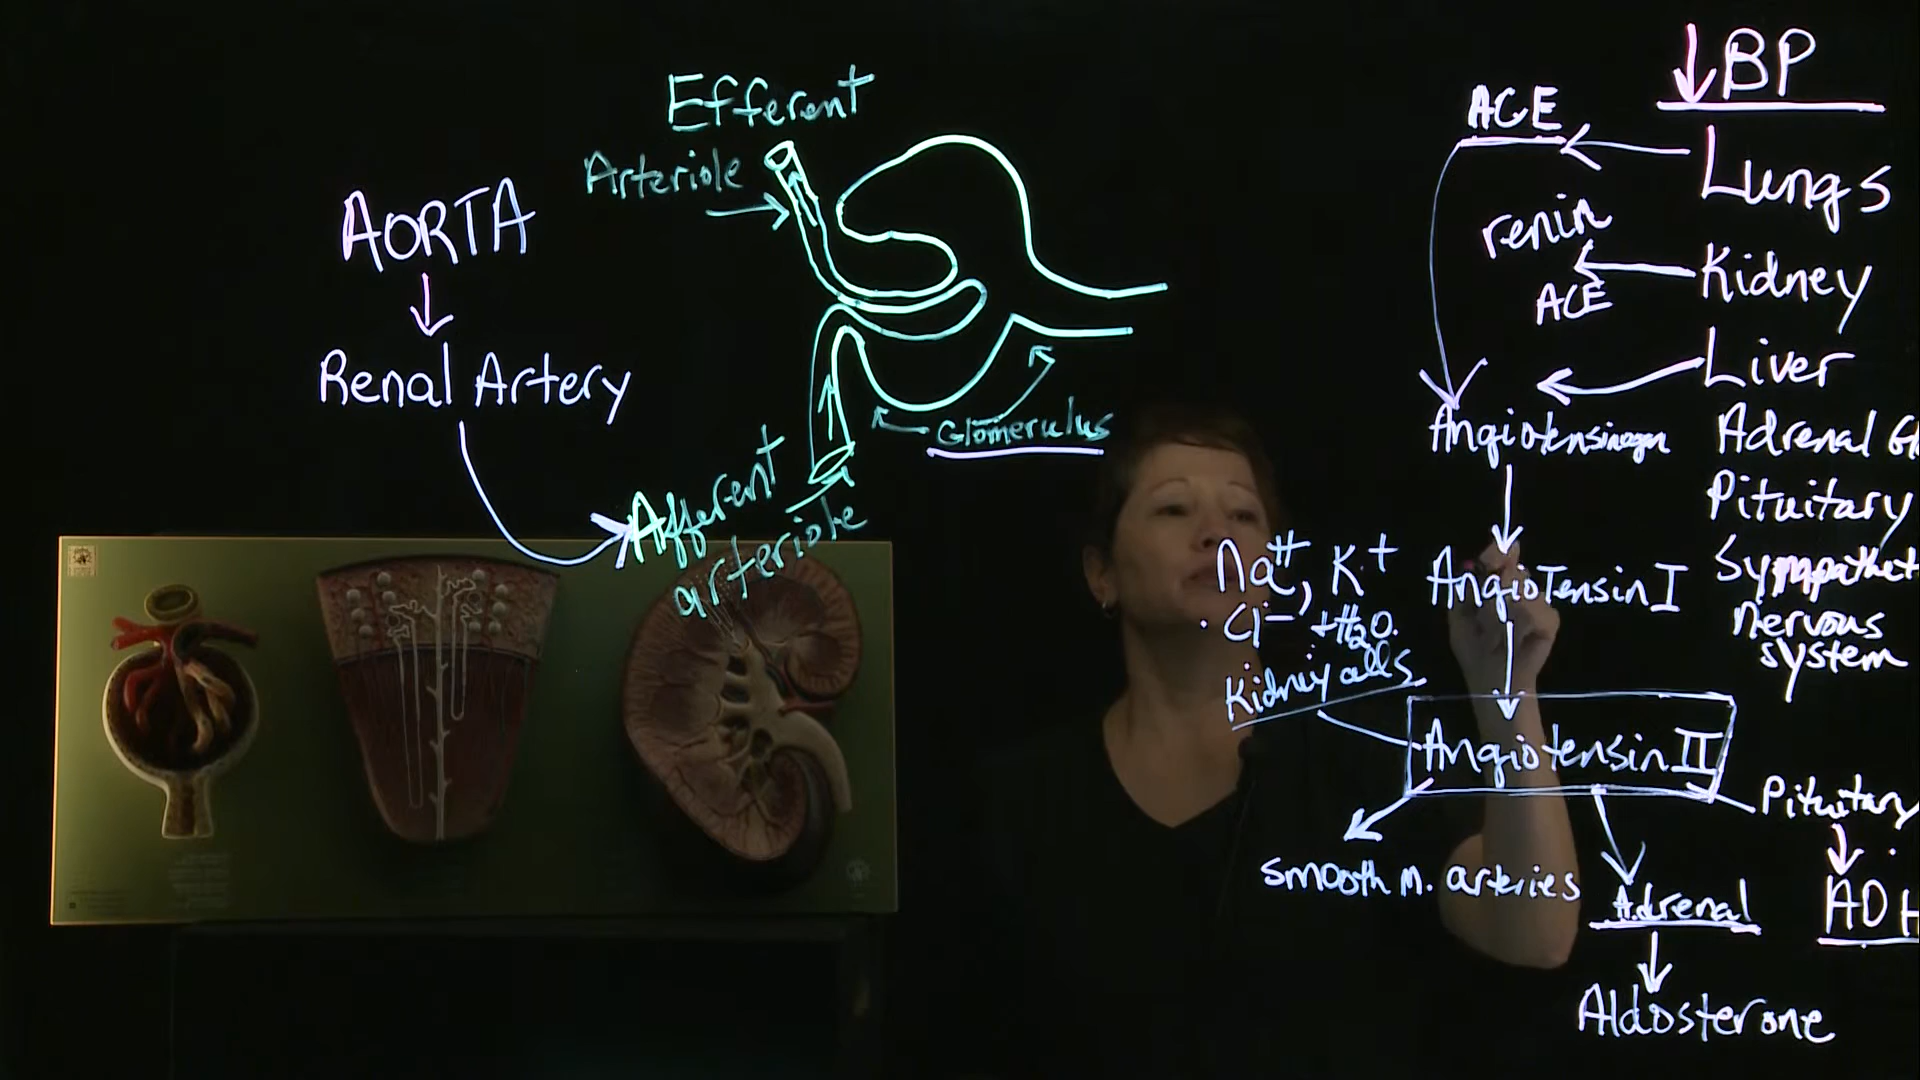 Efferent
Arteriole
AORTA
Renal Artery
Afferent
arteriole
Glomerulus
↓BP
ACE
Lungs
renin
Kidney
ACE
Liver
Angiotensinogen
Adrenal Gl
Pituitary
Sympathet
nervous
system
Angiotensin I
Na+, K+
Cl- + H2O.
Kidney cells
Angiotensin II
Pituitary
smooth m. arteries
Adrenal
ADH
Aldosterone